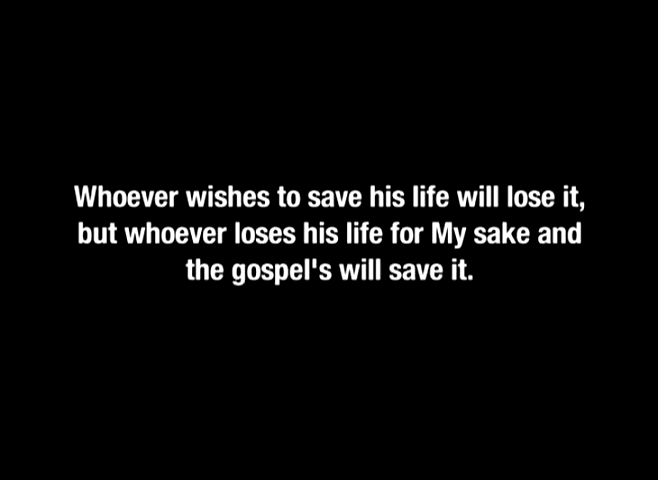 Whoever wishes to save his life will lose it,
but whoever loses his life for My sake and
the gospel's will save it.